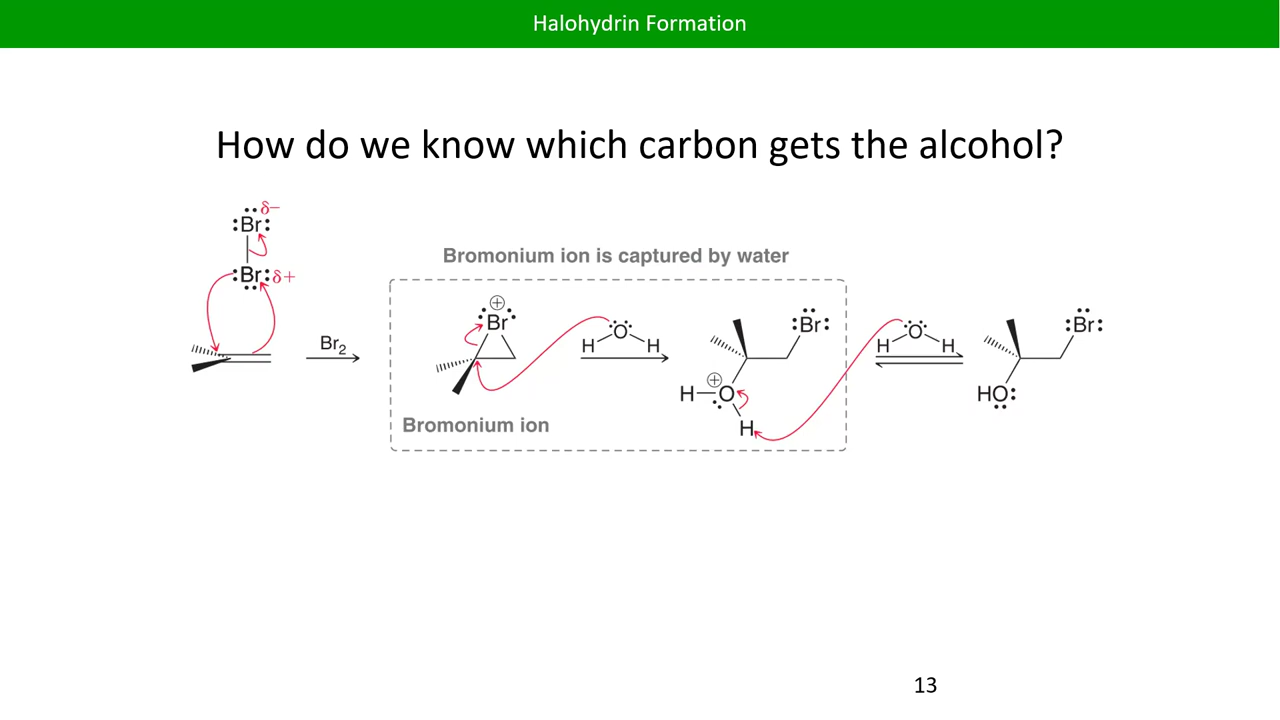 Halohydrin Formation
How do we know which carbon gets the alcohol?
:Br: δ−
:Br: δ+
Br₂
Bromonium ion is captured by water
⊕
Br
Bromonium ion
O
H H
:Br:
⊕
H O
H
O
H H
:Br:
HO:
13